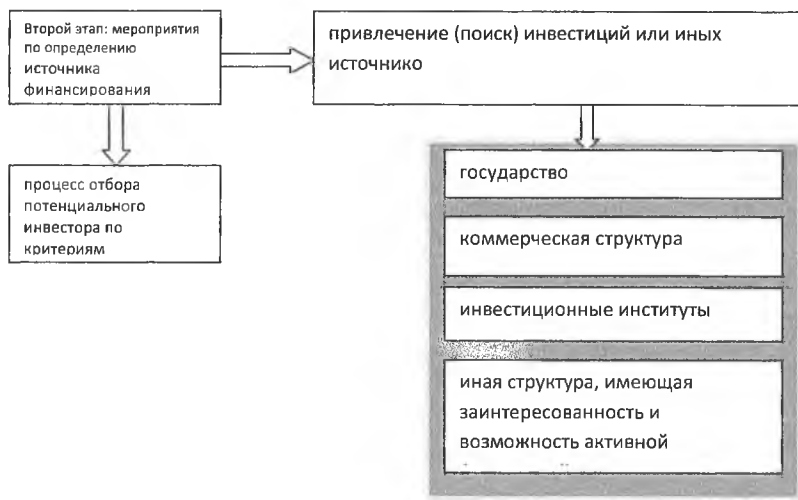 Второй этап: мероприятия
по определению
источника
финансирования
привлечение (поиск) инвестиций или иных
источнико
процесс отбора
потенциального
инвестора по
критериям
государство
коммерческая структура
инвестиционные институты
иная структура, имеющая
заинтересованность и
возможность активной